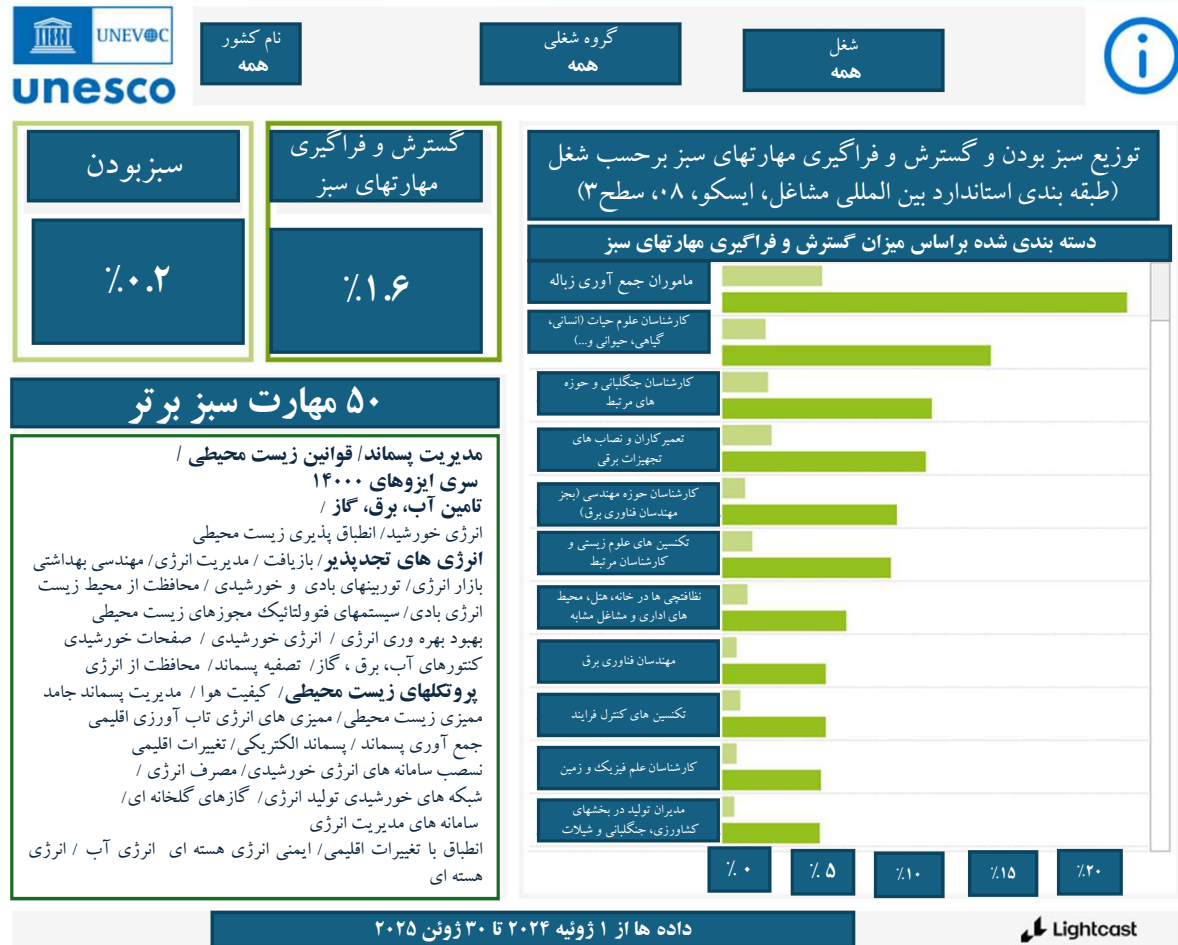 UNEVOC
unesco
نام کشور
همه
گروه شغلی
همه
شغل
همه
i
سبزبودن
٪۰.۲
گسترش و فراگیری
مهارتهای سبز
٪۱.۶
۵۰ مهارت سبز برتر
مدیریت پسماند/ قوانین زیست محیطی /
سری ایزوهای ۱۴۰۰۰
تامین آب، برق، گاز /
انرژی خورشید/ انطباق پذیری زیست محیطی
انرژی های تجدپذیر/ بازیافت / مدیریت انرژی/ مهندسی بهداشتی
بازار انرژی/ توربینهای بادی و خورشیدی / محافظت از محیط زیست
انرژی بادی/ سیستمهای فتوولتائیک مجوزهای زیست محیطی
بهبود بهره وری انرژی / انرژی خورشیدی / صفحات خورشیدی
کنتورهای آب، برق ، گاز/ تصفیه پسماند/ محافظت از انرژی
پروتکلهای زیست محیطی/ کیفیت هوا / مدیریت پسماند جامد
ممیزی زیست محیطی/ ممیزی های انرژی تاب آورزی اقلیمی
جمع آوری پسماند / پسماند الکتریکی/ تغییرات اقلیمی
نسصب سامانه های انرژی خورشیدی/ مصرف انرژی /
شبکه های خورشیدی تولید انرژی/ گازهای گلخانه ای/
سامانه های مدیریت انرژی
انطباق با تغییرات اقلیمی/ ایمنی انرژی هسته ای انرژی آب / انرژی
هسته ای
توزیع سبز بودن و گسترش و فراگیری مهارتهای سبز برحسب شغل
(طبقه بندی استاندارد بین المللی مشاغل، ایسکو، ۰۸، سطح۳)
دسته بندی شده براساس میزان گسترش و فراگیری مهارتهای سبز
ماموران جمع آوری زباله
کارشناسان علوم حیات (انسانی،
گیاهی، حیوانی و...)
کارشناسان جنگلبانی و حوزه
های مرتبط
تعمیرکاران و نصاب های
تجهیزات برقی
کارشناسان حوزه مهندسی (بجز
مهندسان فناوری برق)
تکنسین های علوم زیستی و
کارشناسان مرتبط
نظافتچی ها در خانه، هتل، محیط
های اداری و مشاغل مشابه
مهندسان فناوری برق
تکنسین های کنترل فرایند
کارشناسان علم فیزیک و زمین
مدیران تولید در بخشهای
کشاورزی، جنگلبانی و شیلات
٪۰ ٪۵ ٪۱۰ ٪۱۵ ٪۲۰
داده ها از ۱ ژوئیه ۲۰۲۴ تا ۳۰ ژوئن ۲۰۲۵
Lightcast